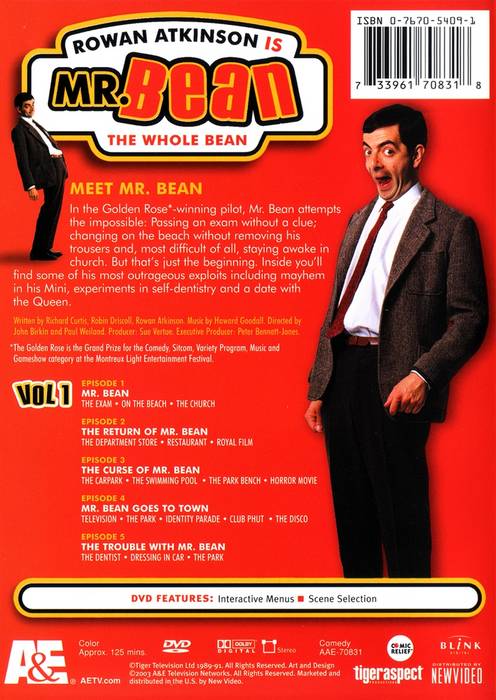 ROWAN ATKINSON IS
MR. Bean
THE WHOLE BEAN
ISBN 0-7670-5409-1
7 33961 70831 8
MEET MR. BEAN
In the Golden Rose*-winning pilot, Mr. Bean attempts
the impossible: Passing an exam without a clue;
changing on the beach without removing his
trousers and, most difficult of all, staying awake in
church. But that's just the beginning. Inside you'll
find some of his most outrageous exploits including mayhem
in his Mini, experiments in self-dentistry and a date with
the Queen.
Written by Richard Curtis, Robin Driscoll, Rowan Atkinson. Music by Howard Goodall. Directed by
John Birkin and Paul Weiland. Producer: Sue Vertue. Executive Producer: Peter Bennett-Jones.
*The Golden Rose is the Grand Prize for the Comedy, Sitcom, Variety Program, Music and
Gameshow category at the Montreux Light Entertainment Festival.
VOL 1
EPISODE 1
MR. BEAN
THE EXAM • ON THE BEACH • THE CHURCH
EPISODE 2
THE RETURN OF MR. BEAN
THE DEPARTMENT STORE • RESTAURANT • ROYAL FILM
EPISODE 3
THE CURSE OF MR. BEAN
THE CARPARK • THE SWIMMING POOL • THE PARK BENCH • HORROR MOVIE
EPISODE 4
MR. BEAN GOES TO TOWN
TELEVISION • THE PARK • IDENTITY PARADE • CLUB PHUT • THE DISCO
EPISODE 5
THE TROUBLE WITH MR. BEAN
THE DENTIST • DRESSING IN CAR • THE PARK
DVD FEATURES: Interactive Menus ■ Scene Selection
A&E
AETV.com
Color
Approx. 125 mins.
DVD
VIDEO
DOLBY
DIGITAL
Stereo
Comedy
AAE-70831
©Tiger Television Ltd 1989-91. All Rights Reserved. Art and Design
©2003 A&E Television Networks. All Rights Reserved. Marketed and
distributed in the U.S. by New Video.
COMIC
RELIEF
tigeraspect
PRODUCTIONS
BLINK
DIGITAL
DISTRIBUTED BY
NEWVIDEO